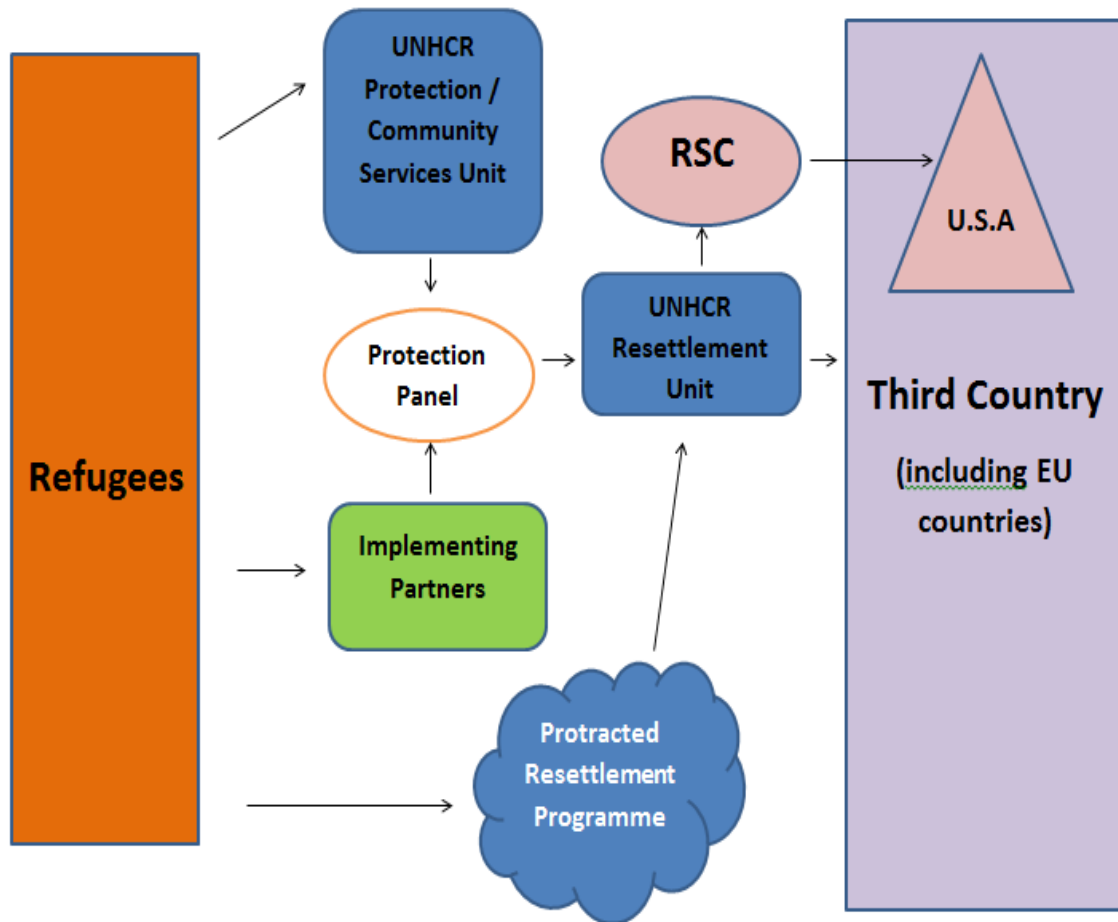 Refugees
UNHCR
Protection /
Community
Services Unit
Protection
Panel
Implementing
Partners
Protracted
Resettlement
Programme
RSC
UNHCR
Resettlement
Unit
U.S.A
Third Country
(including EU
countries)